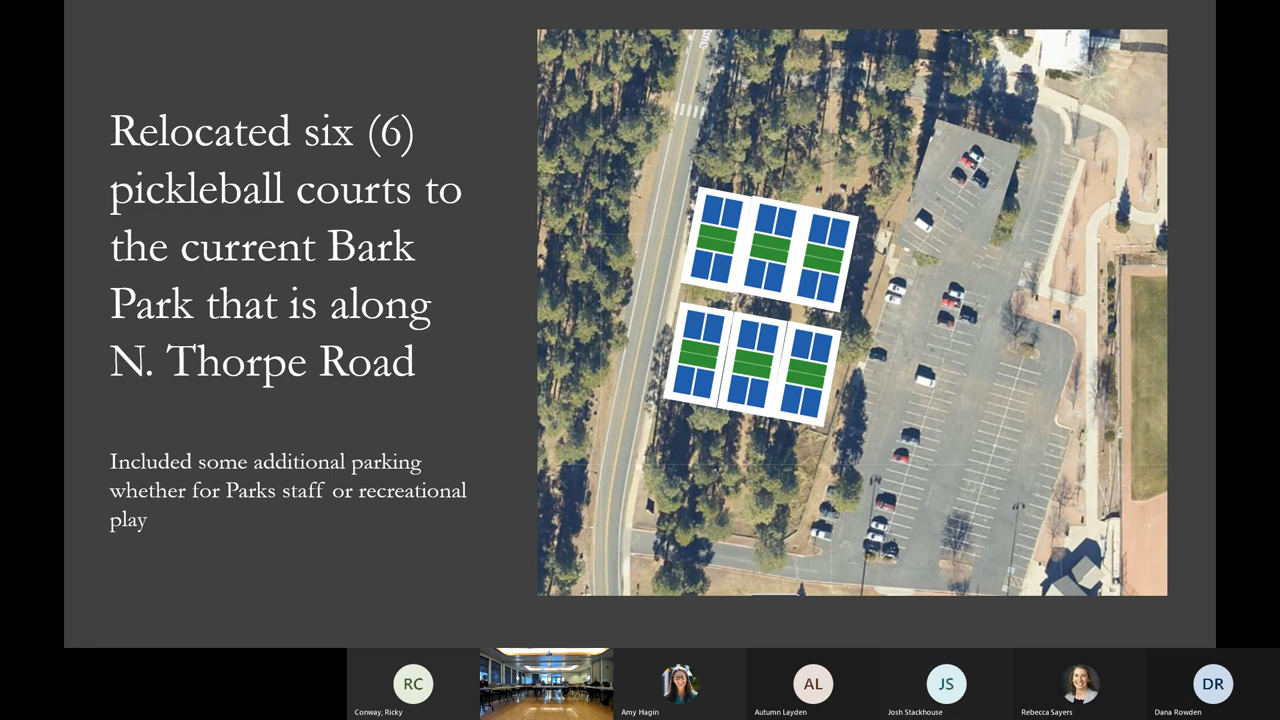 Relocated six (6)
pickleball courts to
the current Bark
Park that is along
N. Thorpe Road
Included some additional parking
whether for Parks staff or recreational
play
RC
AL
JS
DR
Conway, Ricky
Amy Hagin
Autumn Layden
Josh Stackhouse
Rebecca Sayers
Dana Rowden